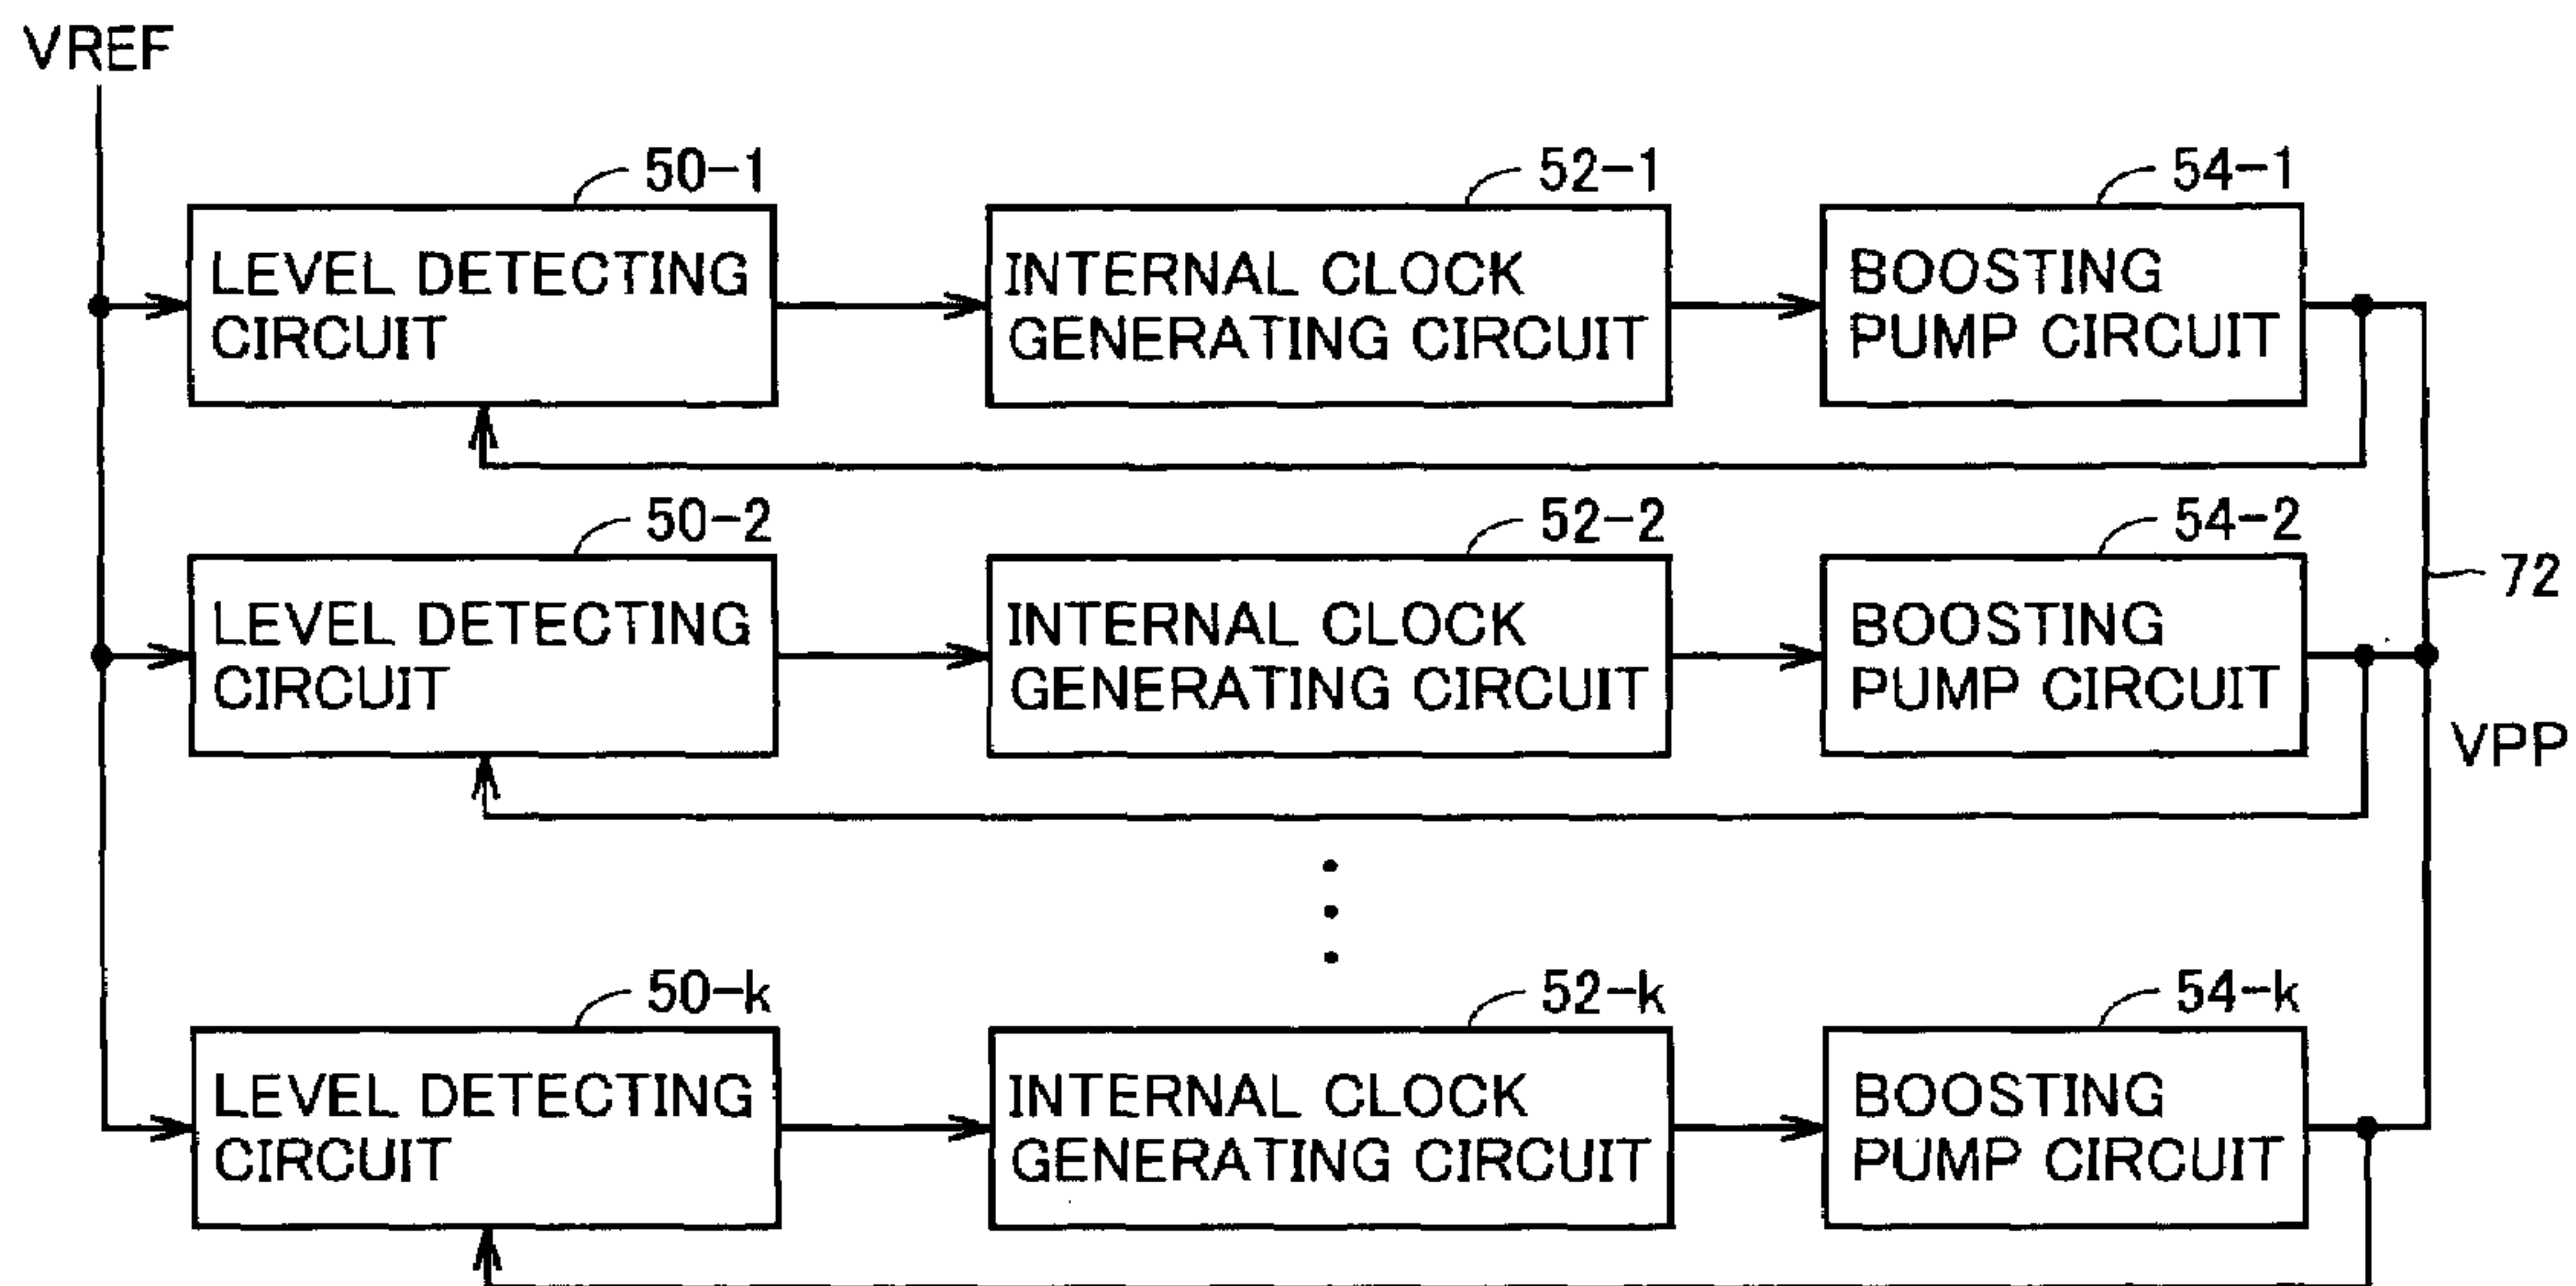 VREF
50-1
52-1
54-1
LEVEL DETECTING
CIRCUIT
INTERNAL CLOCK
GENERATING CIRCUIT
BOOSTING
PUMP CIRCUIT
50-2
52-2
54-2
LEVEL DETECTING
CIRCUIT
INTERNAL CLOCK
GENERATING CIRCUIT
BOOSTING
PUMP CIRCUIT
72
VPP
50-k
52-k
54-k
LEVEL DETECTING
CIRCUIT
INTERNAL CLOCK
GENERATING CIRCUIT
BOOSTING
PUMP CIRCUIT